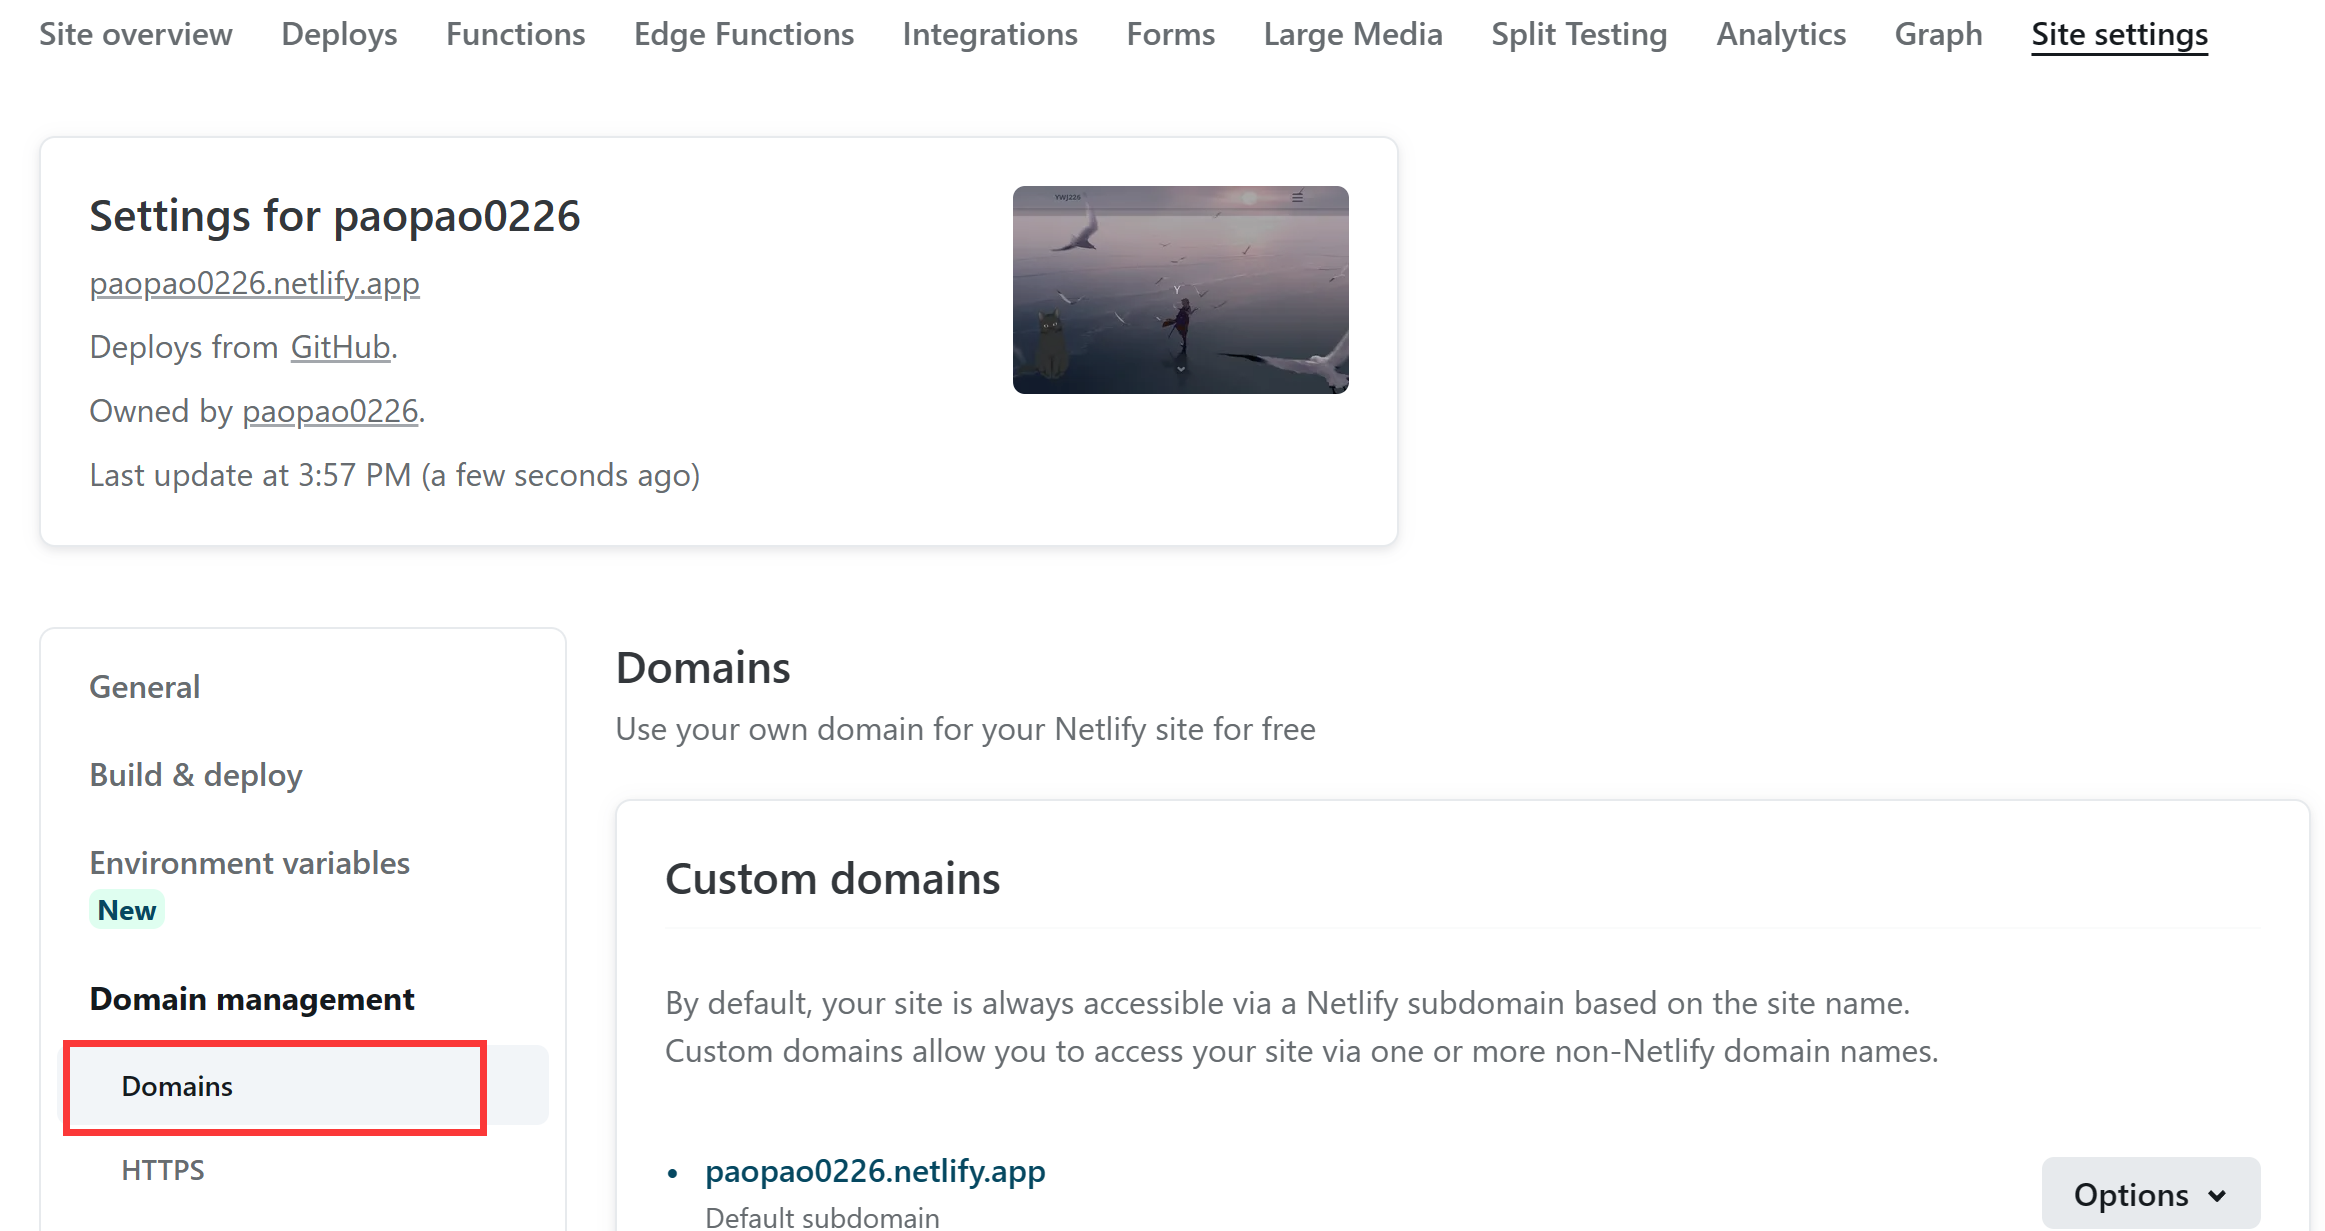 Site overview Deploys Functions Edge Functions Integrations Forms Large Media Split Testing Analytics Graph Site settings
Settings for paopao0226
paopao0226.netlify.app
Deploys from GitHub.
Owned by paopao0226.
Last update at 3:57 PM (a few seconds ago)
YWJ226
Y
General
Build & deploy
Environment variables
New
Domain management
Domains
HTTPS
Domains
Use your own domain for your Netlify site for free
Custom domains
By default, your site is always accessible via a Netlify subdomain based on the site name.
Custom domains allow you to access your site via one or more non-Netlify domain names.
• paopao0226.netlify.app
Default subdomain
Options